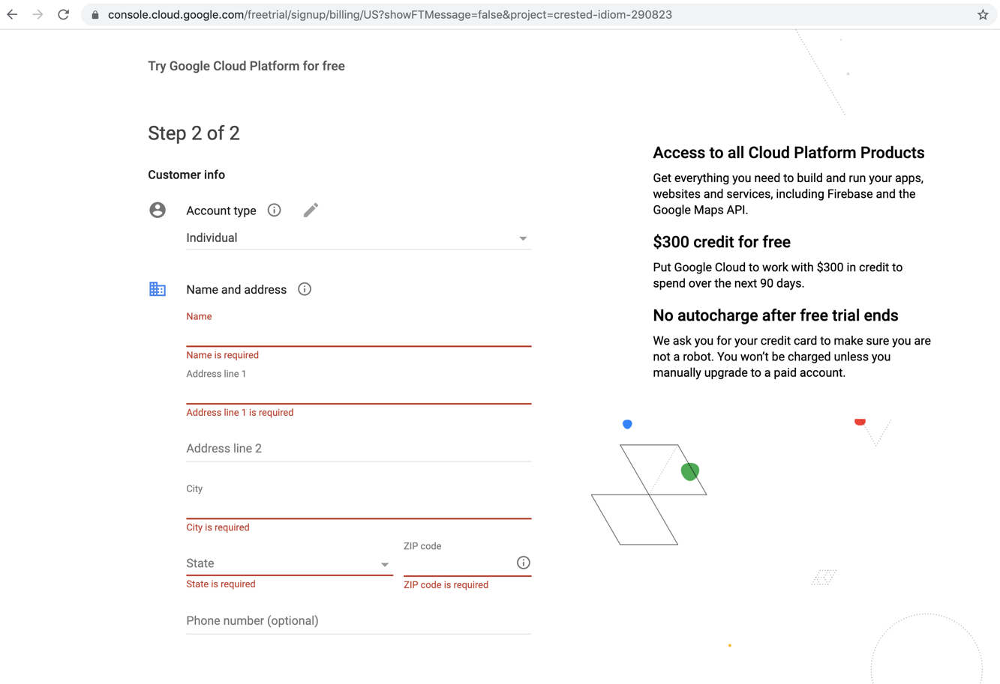 console.cloud.google.com/freetrial/signup/billing/US?showFTMessage=false&project=crested-idiom-290823
Try Google Cloud Platform for free
Step 2 of 2
Customer info
Account type
Individual
Name and address
Name
Name is required
Address line 1
Address line 1 is required
Address line 2
City
City is required
State
State is required
ZIP code
ZIP code is required
Phone number (optional)
Access to all Cloud Platform Products
Get everything you need to build and run your apps,
websites and services, including Firebase and the
Google Maps API.
$300 credit for free
Put Google Cloud to work with $300 in credit to
spend over the next 90 days.
No autocharge after free trial ends
We ask you for your credit card to make sure you are
not a robot. You won’t be charged unless you
manually upgrade to a paid account.